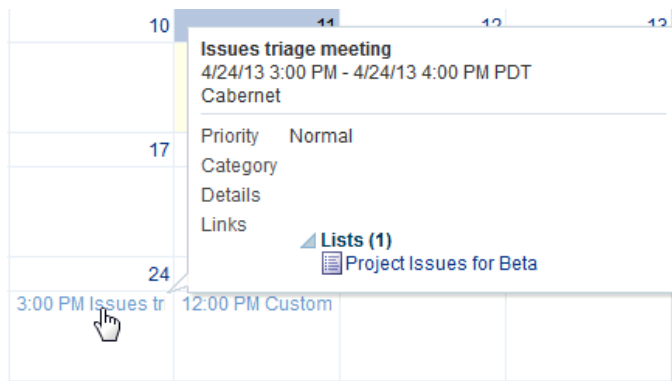 10 11 12 13
Issues triage meeting
4/24/13 3:00 PM - 4/24/13 4:00 PM PDT
Cabernet
Priority Normal
Category
Details
Links
Lists (1)
Project Issues for Beta
17
24
3:00 PM Issues tr 12:00 PM Custom